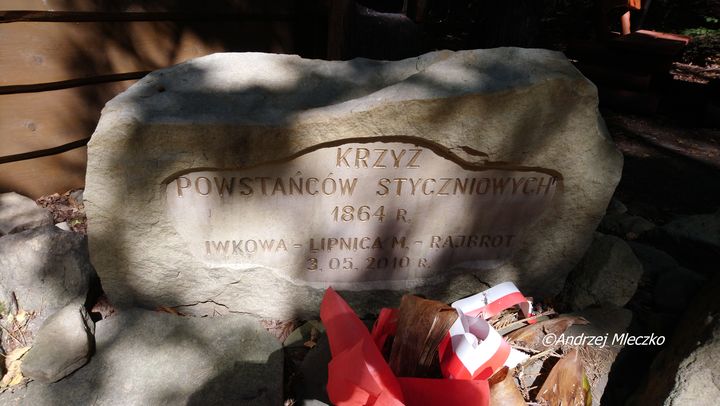 KRZYŻ
POWSTAŃCÓW STYCZNIOWYCH
1864 R.
IWKOWA - LIPNICA M. - RAJBROT
3. 05. 2010 R.
©Andrzej Mleczko